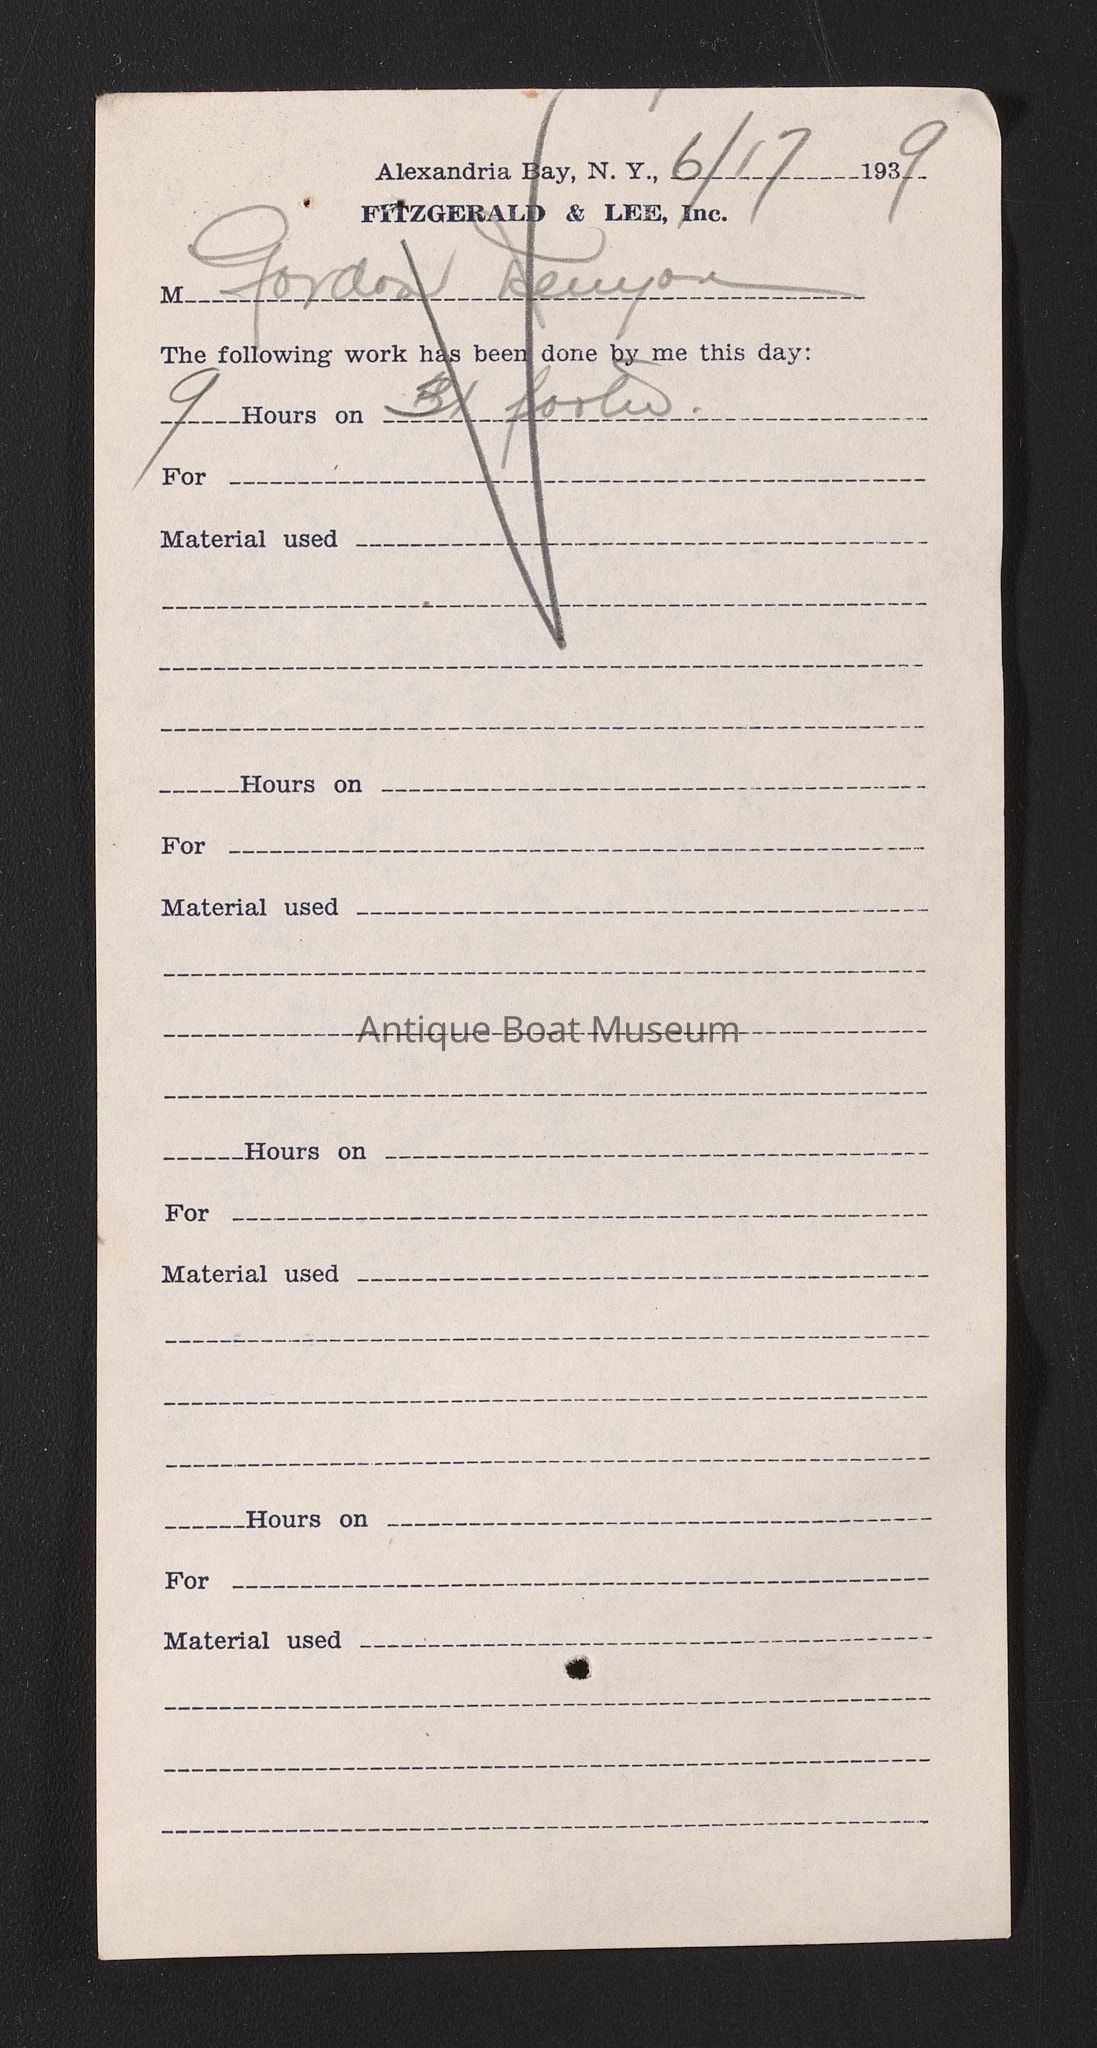 Alexandria Bay, N. Y., 6/17 1939
FITZGERALD & LEE, Inc.
M Gordon Kenyon
The following work has been done by me this day:
9 Hours on 31 footer.
For
Material used
Hours on
For
Material used
Antique Boat Museum
Hours on
For
Material used
Hours on
For
Material used